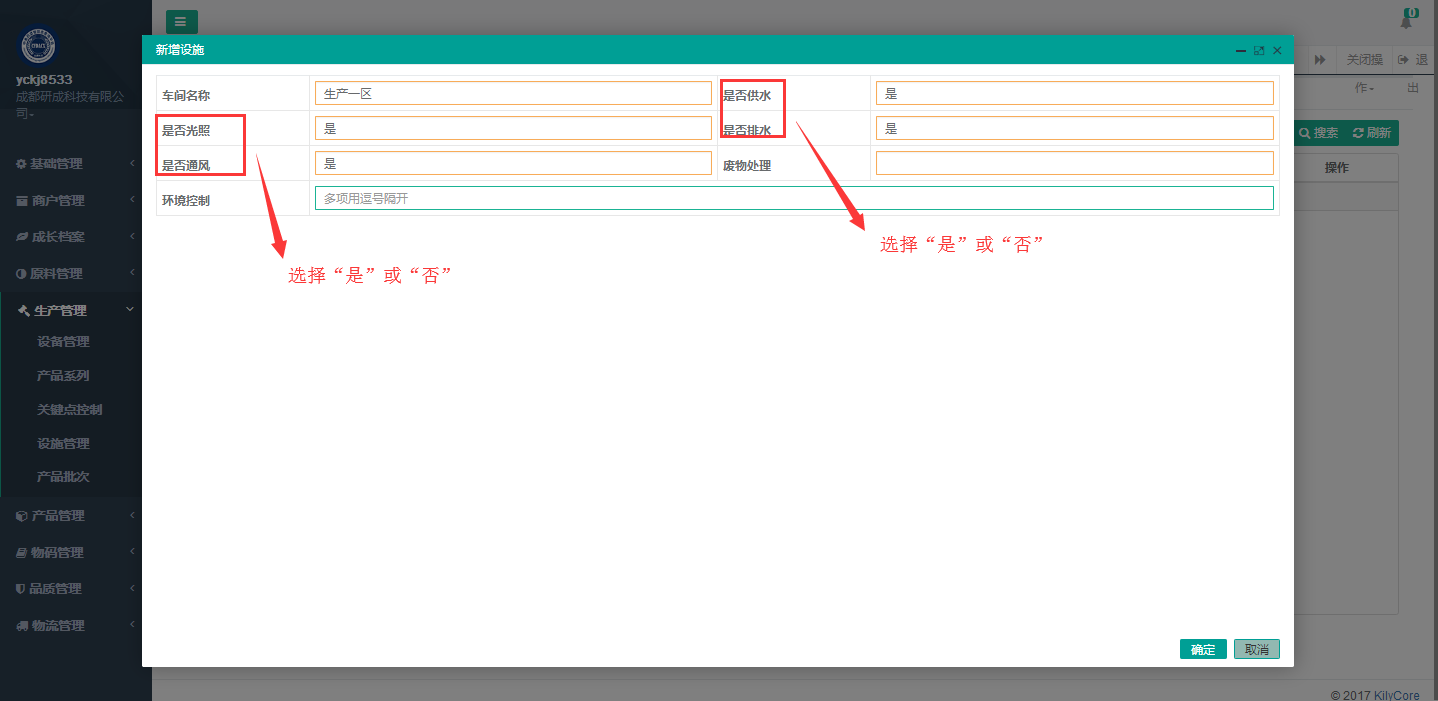 0
yckj8533
成都研成科技有限公
司
基础管理
商户管理
成长档案
原料管理
生产管理
设备管理
产品系列
关键点控制
设施管理
产品批次
产品管理
物码管理
品质管理
物流管理
关闭操
作
退
出
搜索
刷新
操作
新增设施
车间名称
生产一区
是否供水
是
是否光照
是
是否排水
是
是否通风
是
废物处理
环境控制
多项用逗号隔开
选择“是”或“否”
选择“是”或“否”
确定
取消
© 2017 KilyCore